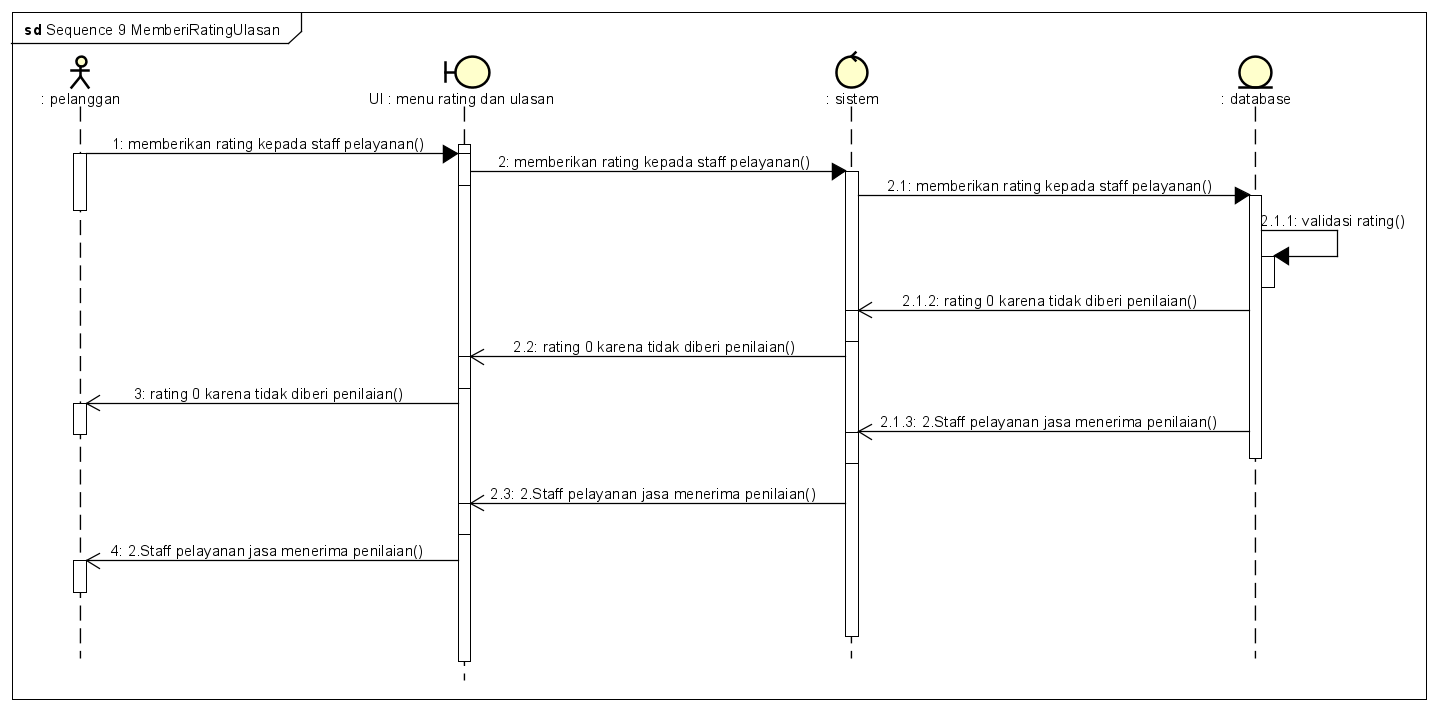 sd Sequence 9 MemberiRatingUlasan
: pelanggan
UI : menu rating dan ulasan
: sistem
: database
1: memberikan rating kepada staff pelayanan()
2: memberikan rating kepada staff pelayanan()
2.1: memberikan rating kepada staff pelayanan()
2.1.1: validasi rating()
2.1.2: rating 0 karena tidak diberi penilaian()
2.2: rating 0 karena tidak diberi penilaian()
3: rating 0 karena tidak diberi penilaian()
2.1.3: 2.Staff pelayanan jasa menerima penilaian()
2.3: 2.Staff pelayanan jasa menerima penilaian()
4: 2.Staff pelayanan jasa menerima penilaian()